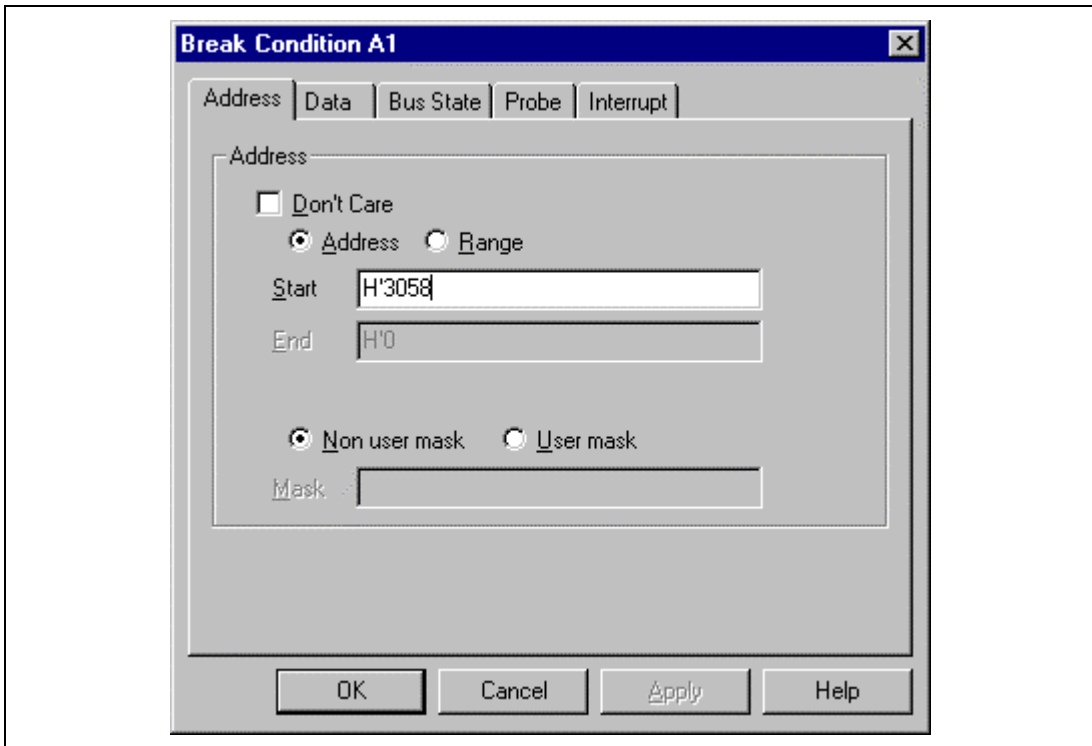 Break Condition A1
Address Data Bus State Probe Interrupt
Address
Don't Care
Address Range
Start H'3058
End H'0
Non user mask User mask
Mask
OK Cancel Apply Help